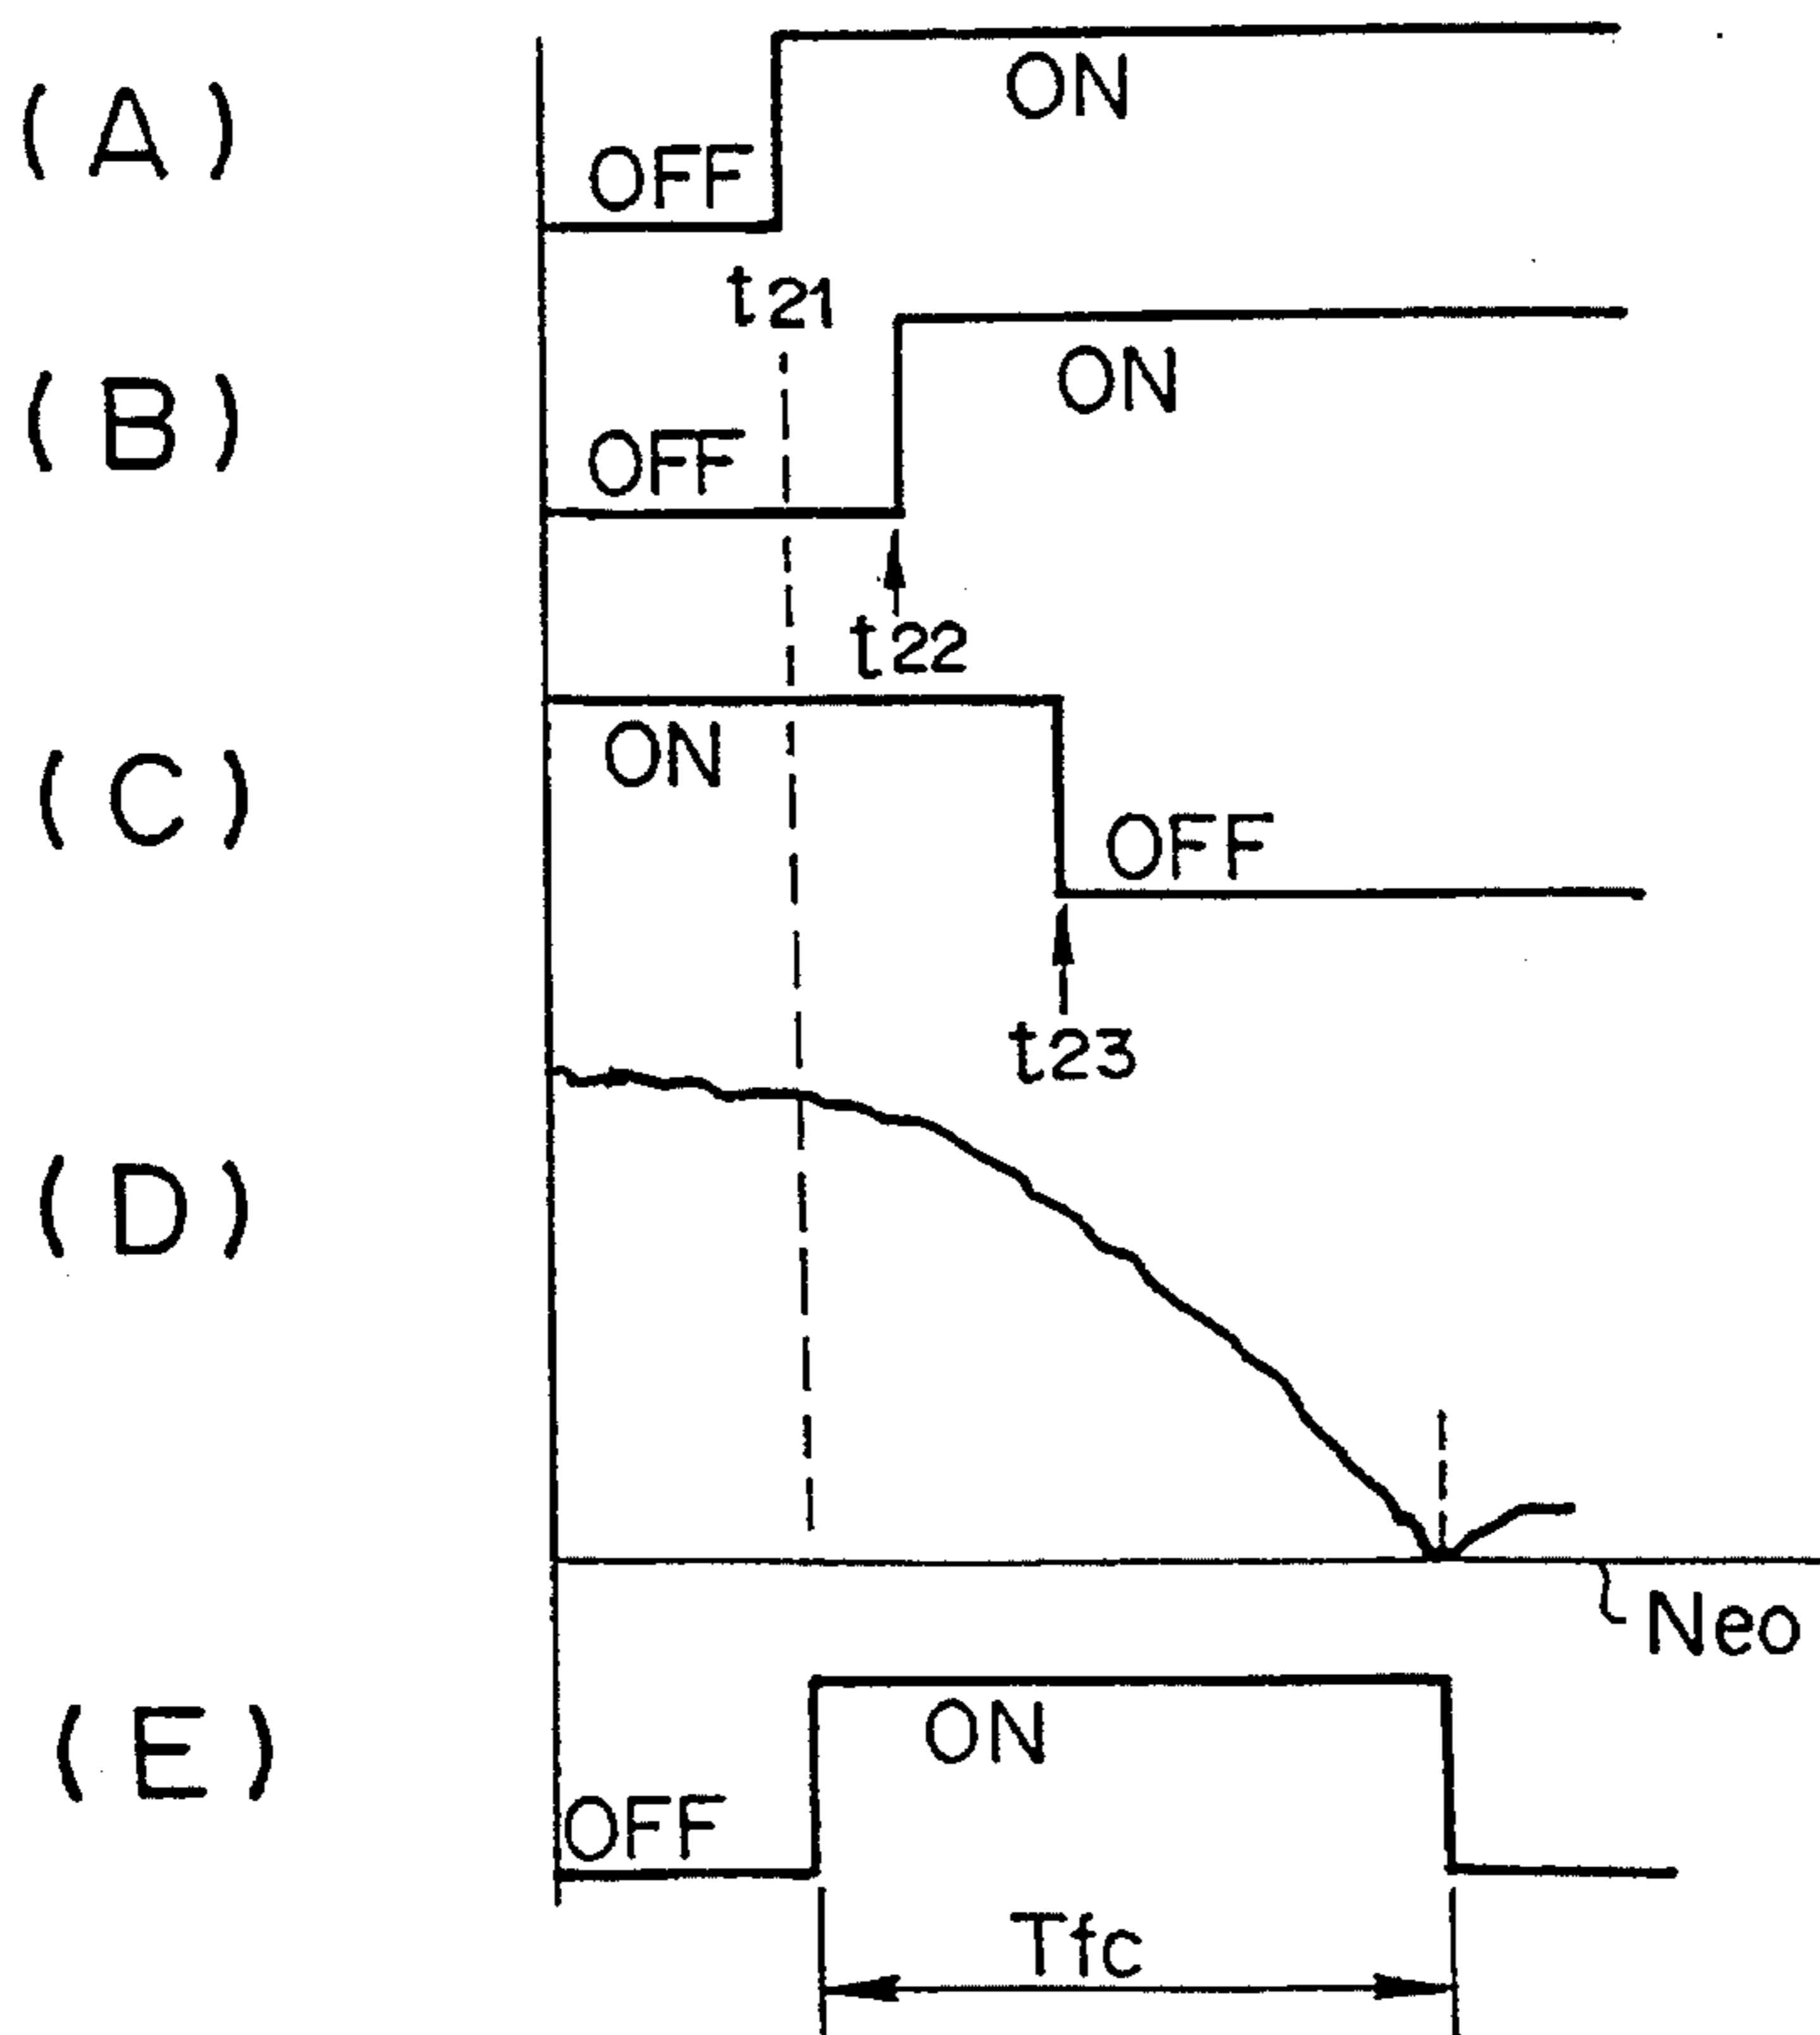 (A)
ON
OFF
t21
(B)
ON
OFF
t22
(C)
ON
OFF
t23
(D)
Neo
(E)
ON
OFF
Tfc